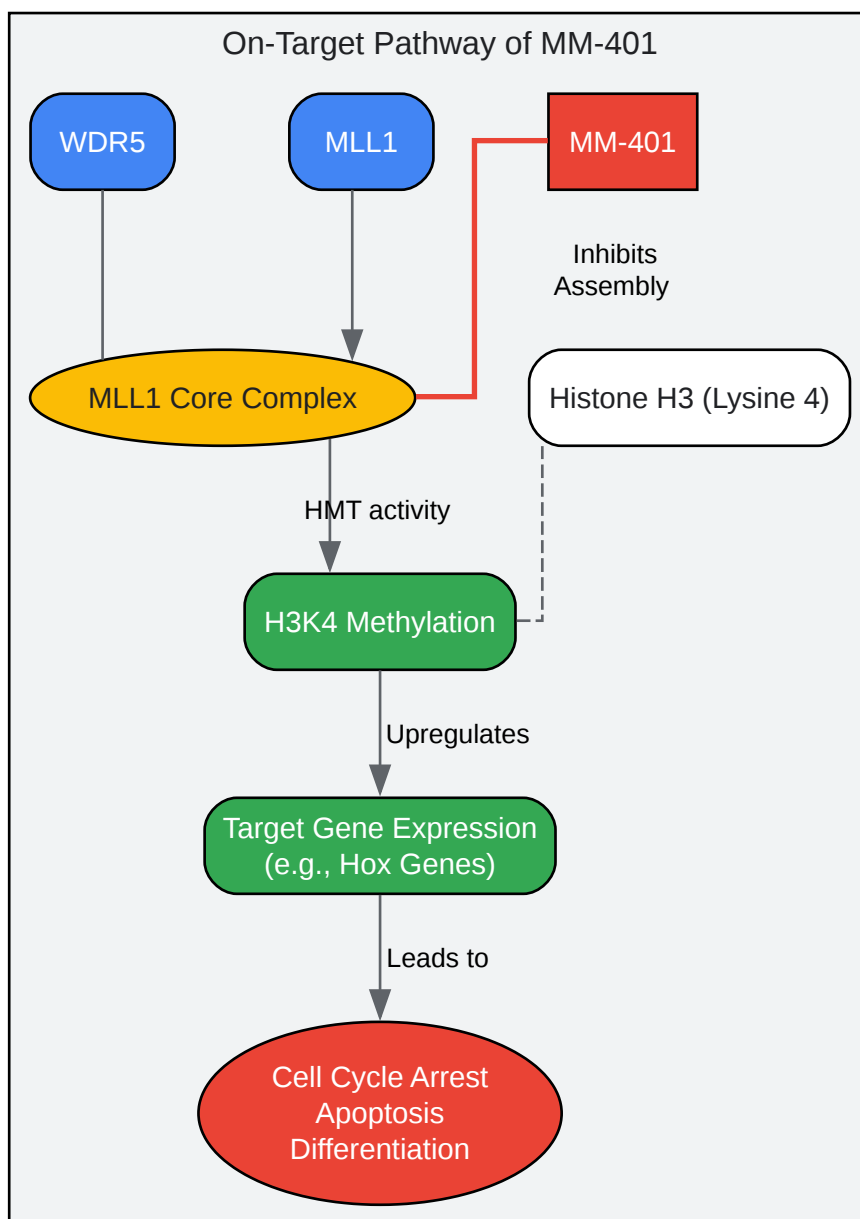 On-Target Pathway of MM-401
WDR5
MLL1
MM-401
Inhibits
Assembly
MLL1 Core Complex
Histone H3 (Lysine 4)
HMT activity
H3K4 Methylation
Upregulates
Target Gene Expression
(e.g., Hox Genes)
Leads to
Cell Cycle Arrest
Apoptosis
Differentiation